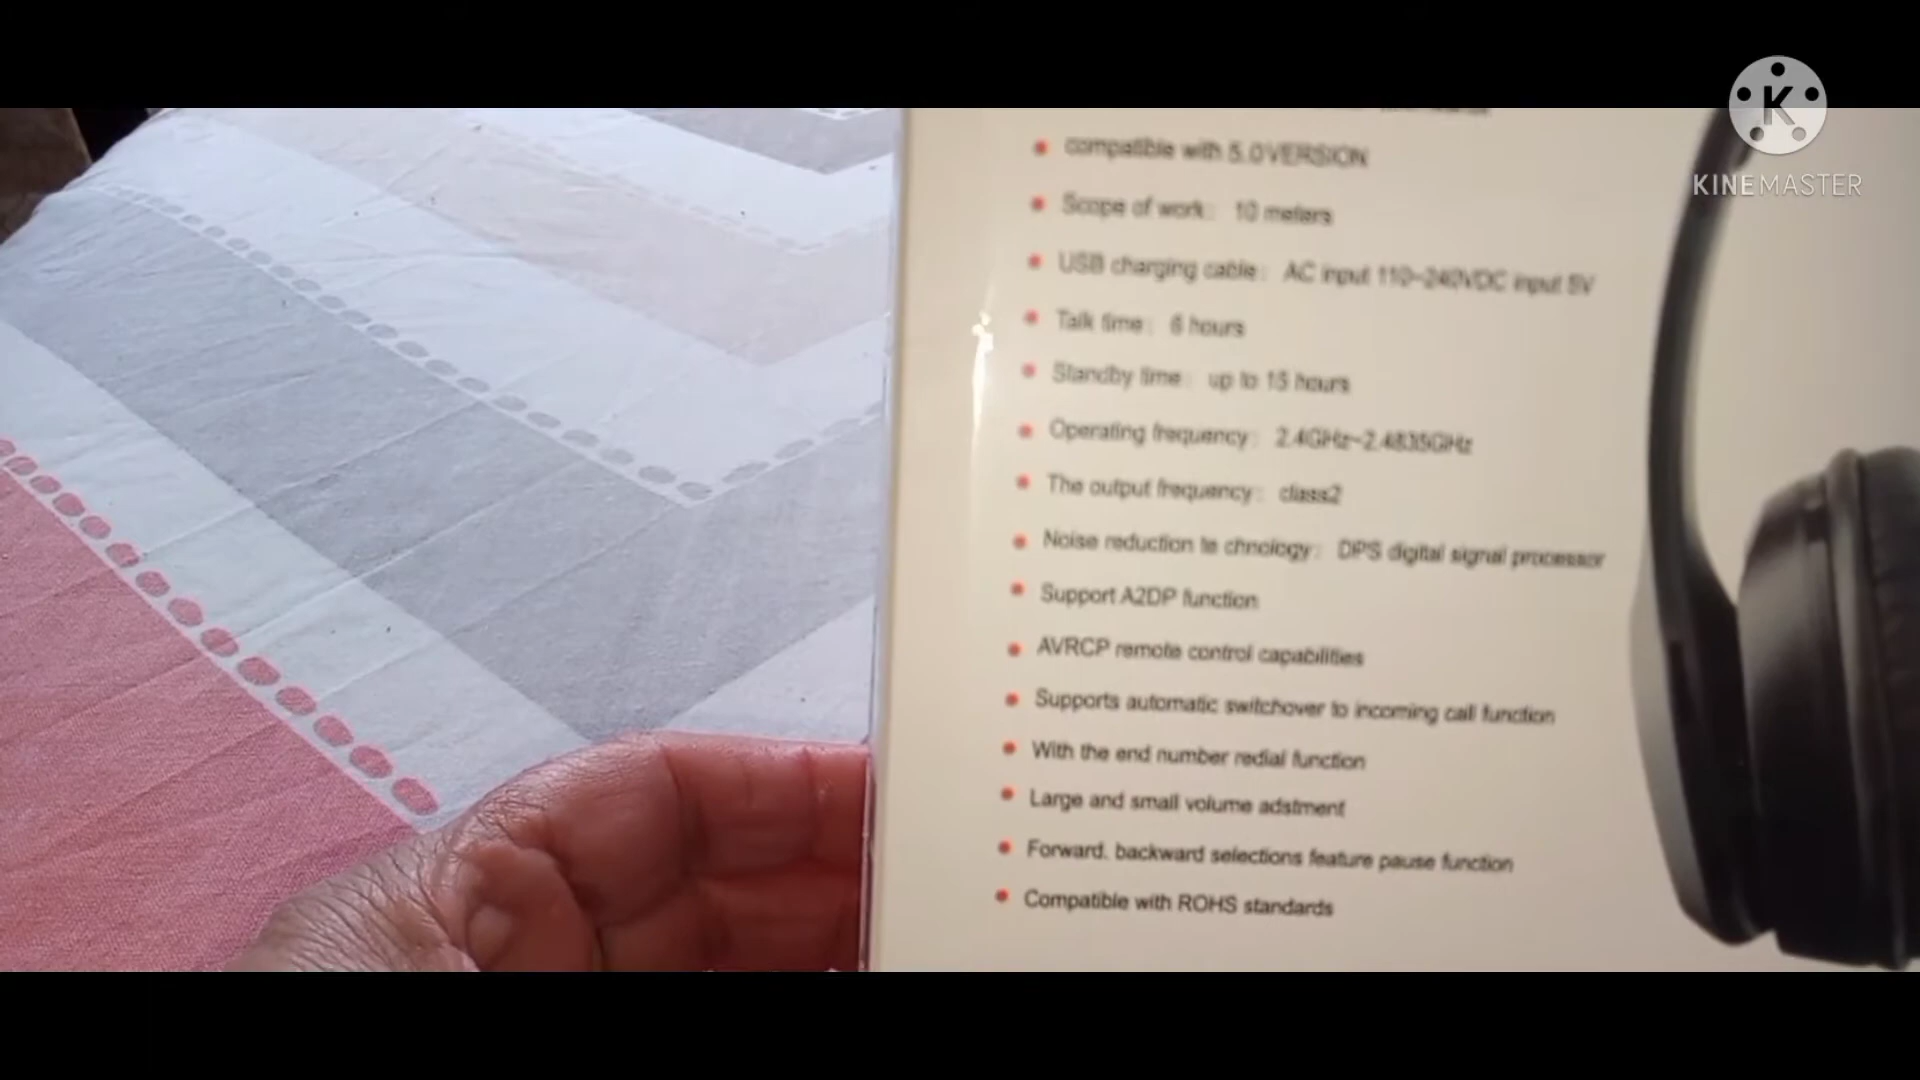 K
KINEMASTER
compatible with 5.0VERSION
Scope of work: 10 meters
USB charging cable: AC input 110~240VDC input 5V
Talk time: 6 hours
Standby time: up to 15 hours
Operating frequency: 2.4GHz~2.4835GHz
The output frequency: class2
Noise reduction te chnology: DPS digital signal processor
Support A2DP function
AVRCP remote control capabilities
Supports automatic switchover to incoming call function
With the end number redial function
Large and small volume adstment
Forward. backward selections feature pause function
Compatible with ROHS standards